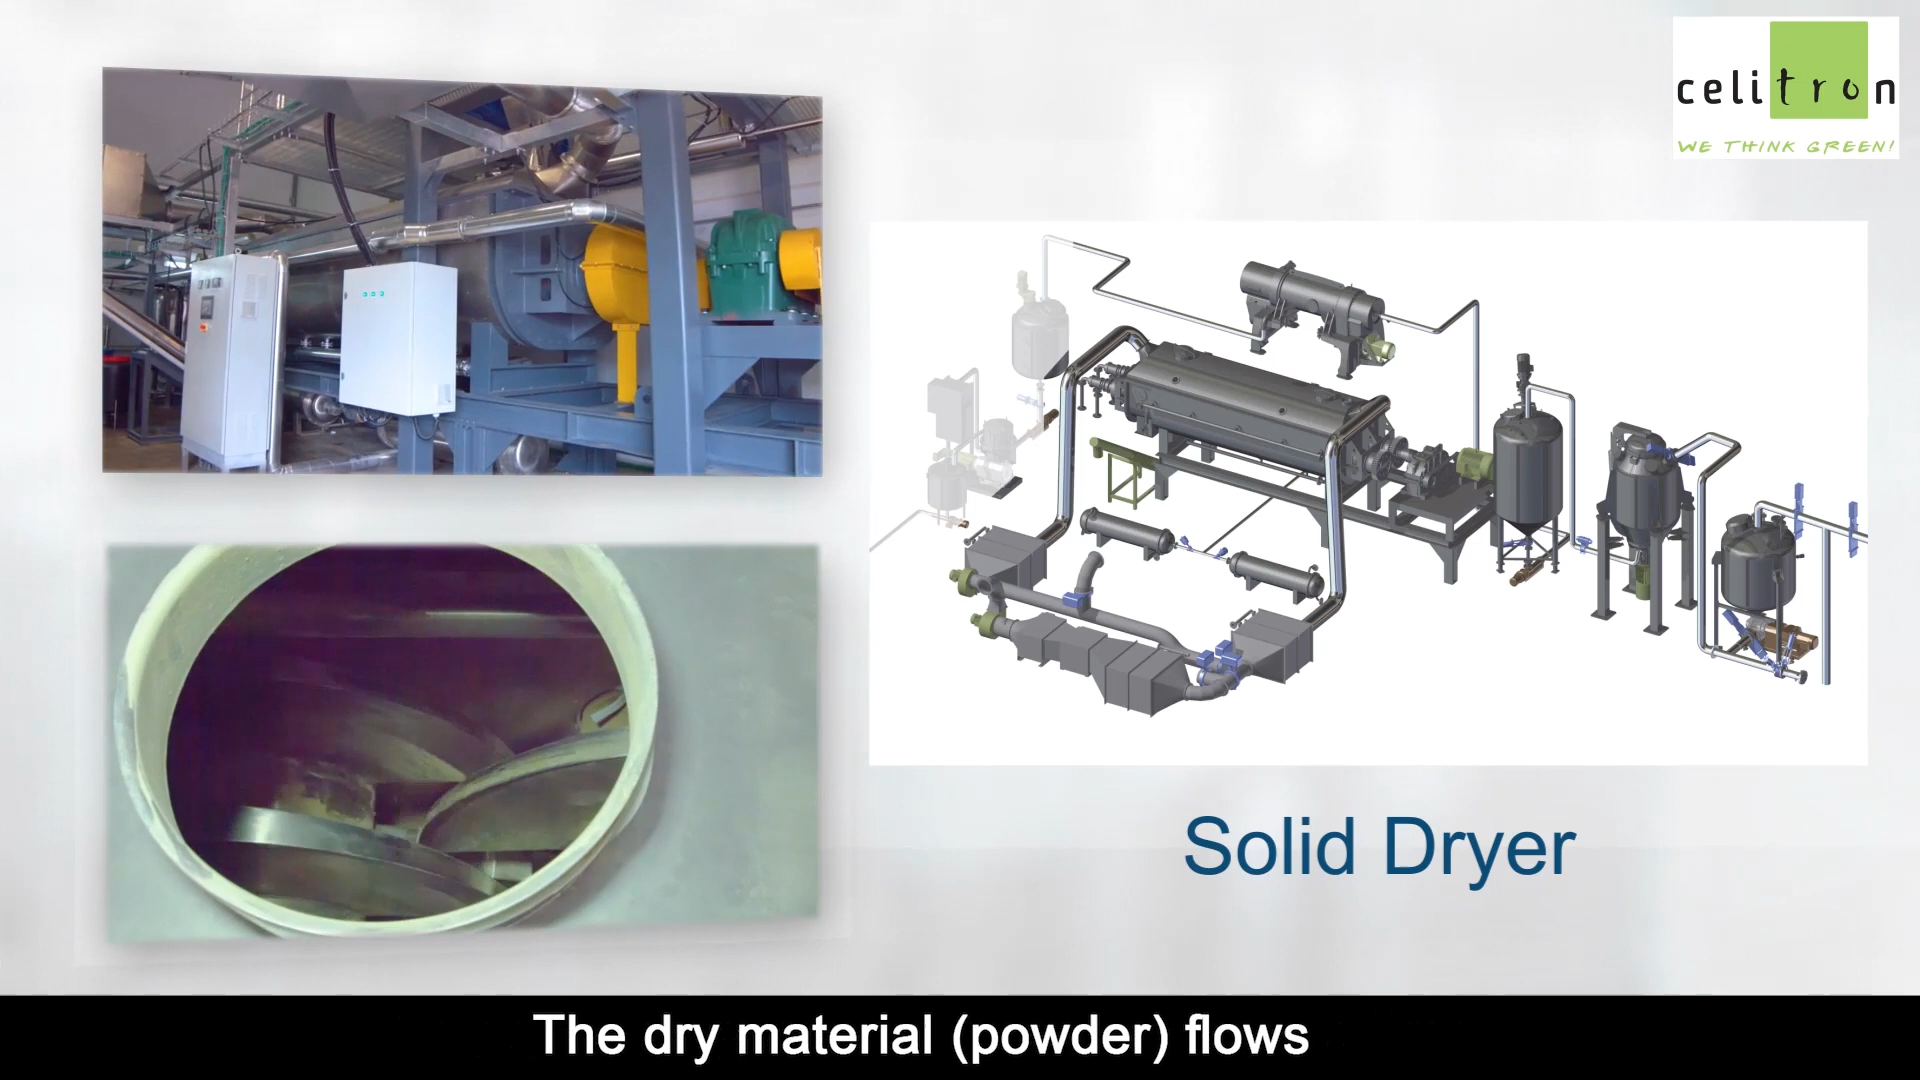 celitron
WE THINK GREEN!
Solid Dryer
The dry material (powder) flows